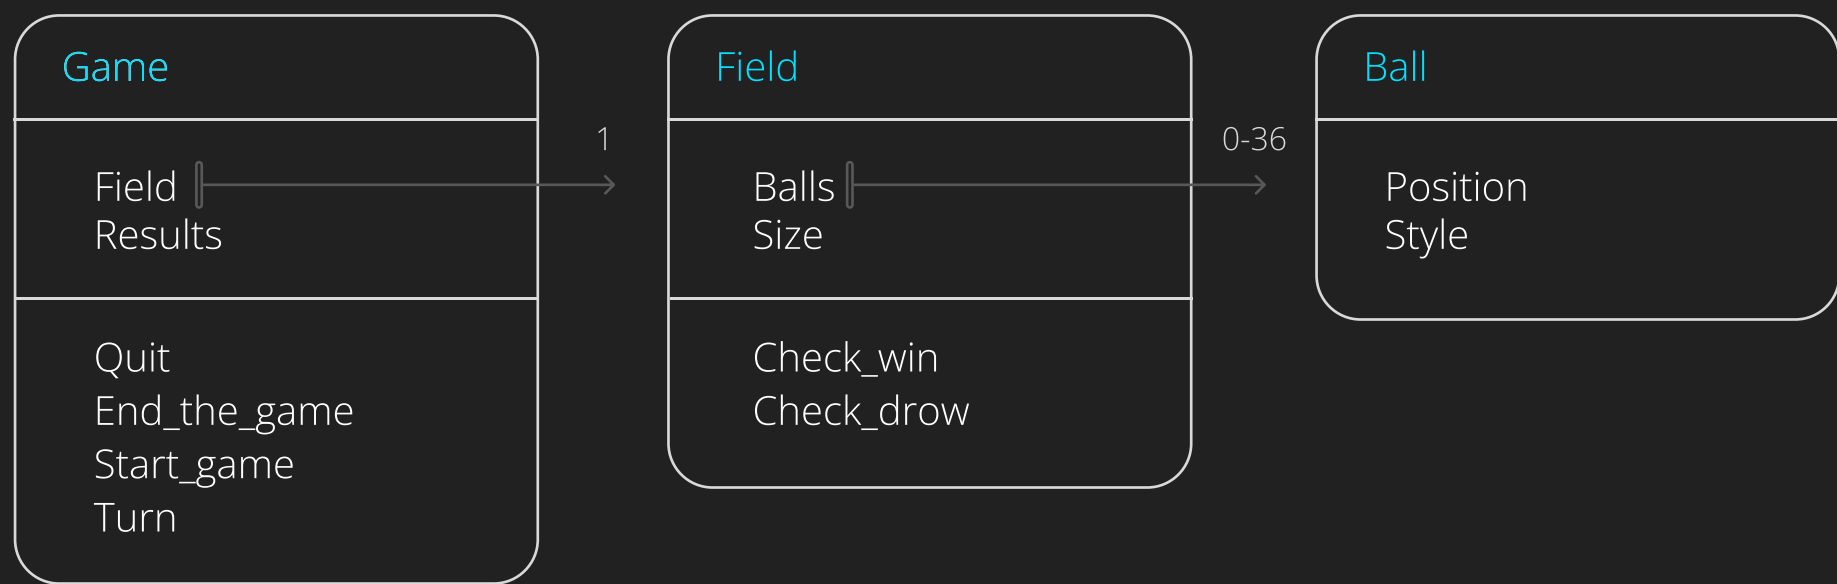 Game
Field
Results
Quit
End_the_game
Start_game
Turn
1
Field
Balls
Size
Check_win
Check_drow
0-36
Ball
Position
Style